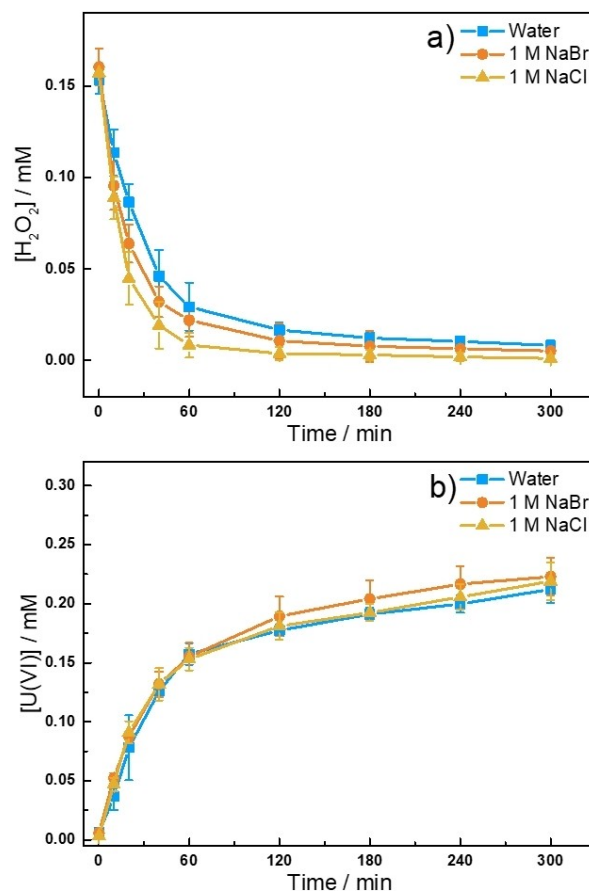 a)
Water
1 M NaBr
1 M NaCl
[H₂O₂] / mM
0.15
0.10
0.05
0.00
0 60 120 180 240 300
Time / min
b)
Water
1 M NaBr
1 M NaCl
[U(VI)] / mM
0.30
0.25
0.20
0.15
0.10
0.05
0.00
0 60 120 180 240 300
Time / min